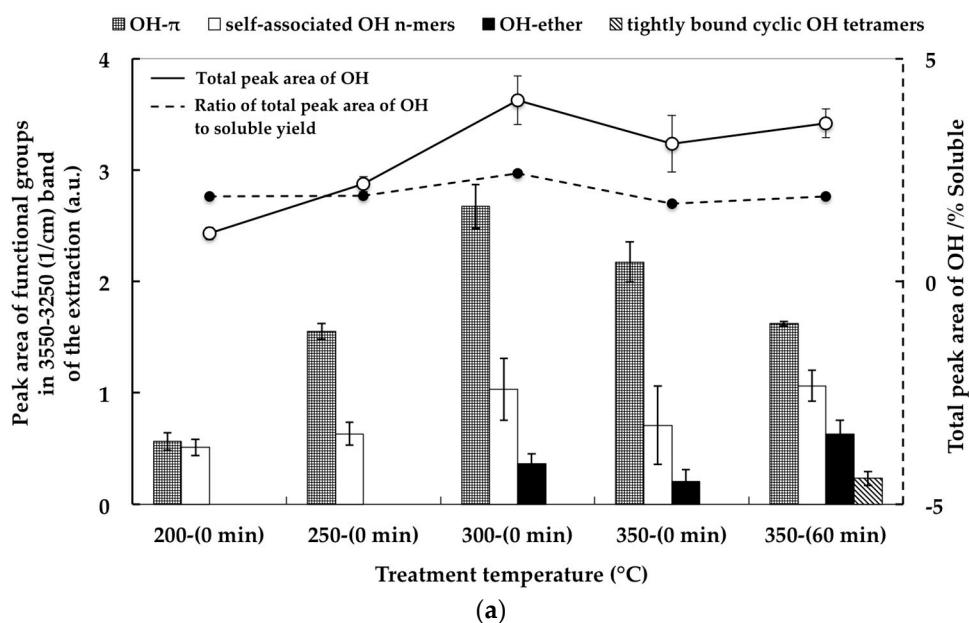 OH-π self-associated OH n-mers OH-ether tightly bound cyclic OH tetramers
4
3
2
1
0
5
0
-5
Total peak area of OH
Ratio of total peak area of OH
to soluble yield
Peak area of functional groups
in 3550-3250 (1/cm) band
of the extraction (a.u.)
Total peak area of OH /% Soluble
200-(0 min) 250-(0 min) 300-(0 min) 350-(0 min) 350-(60 min)
Treatment temperature (°C)
(a)